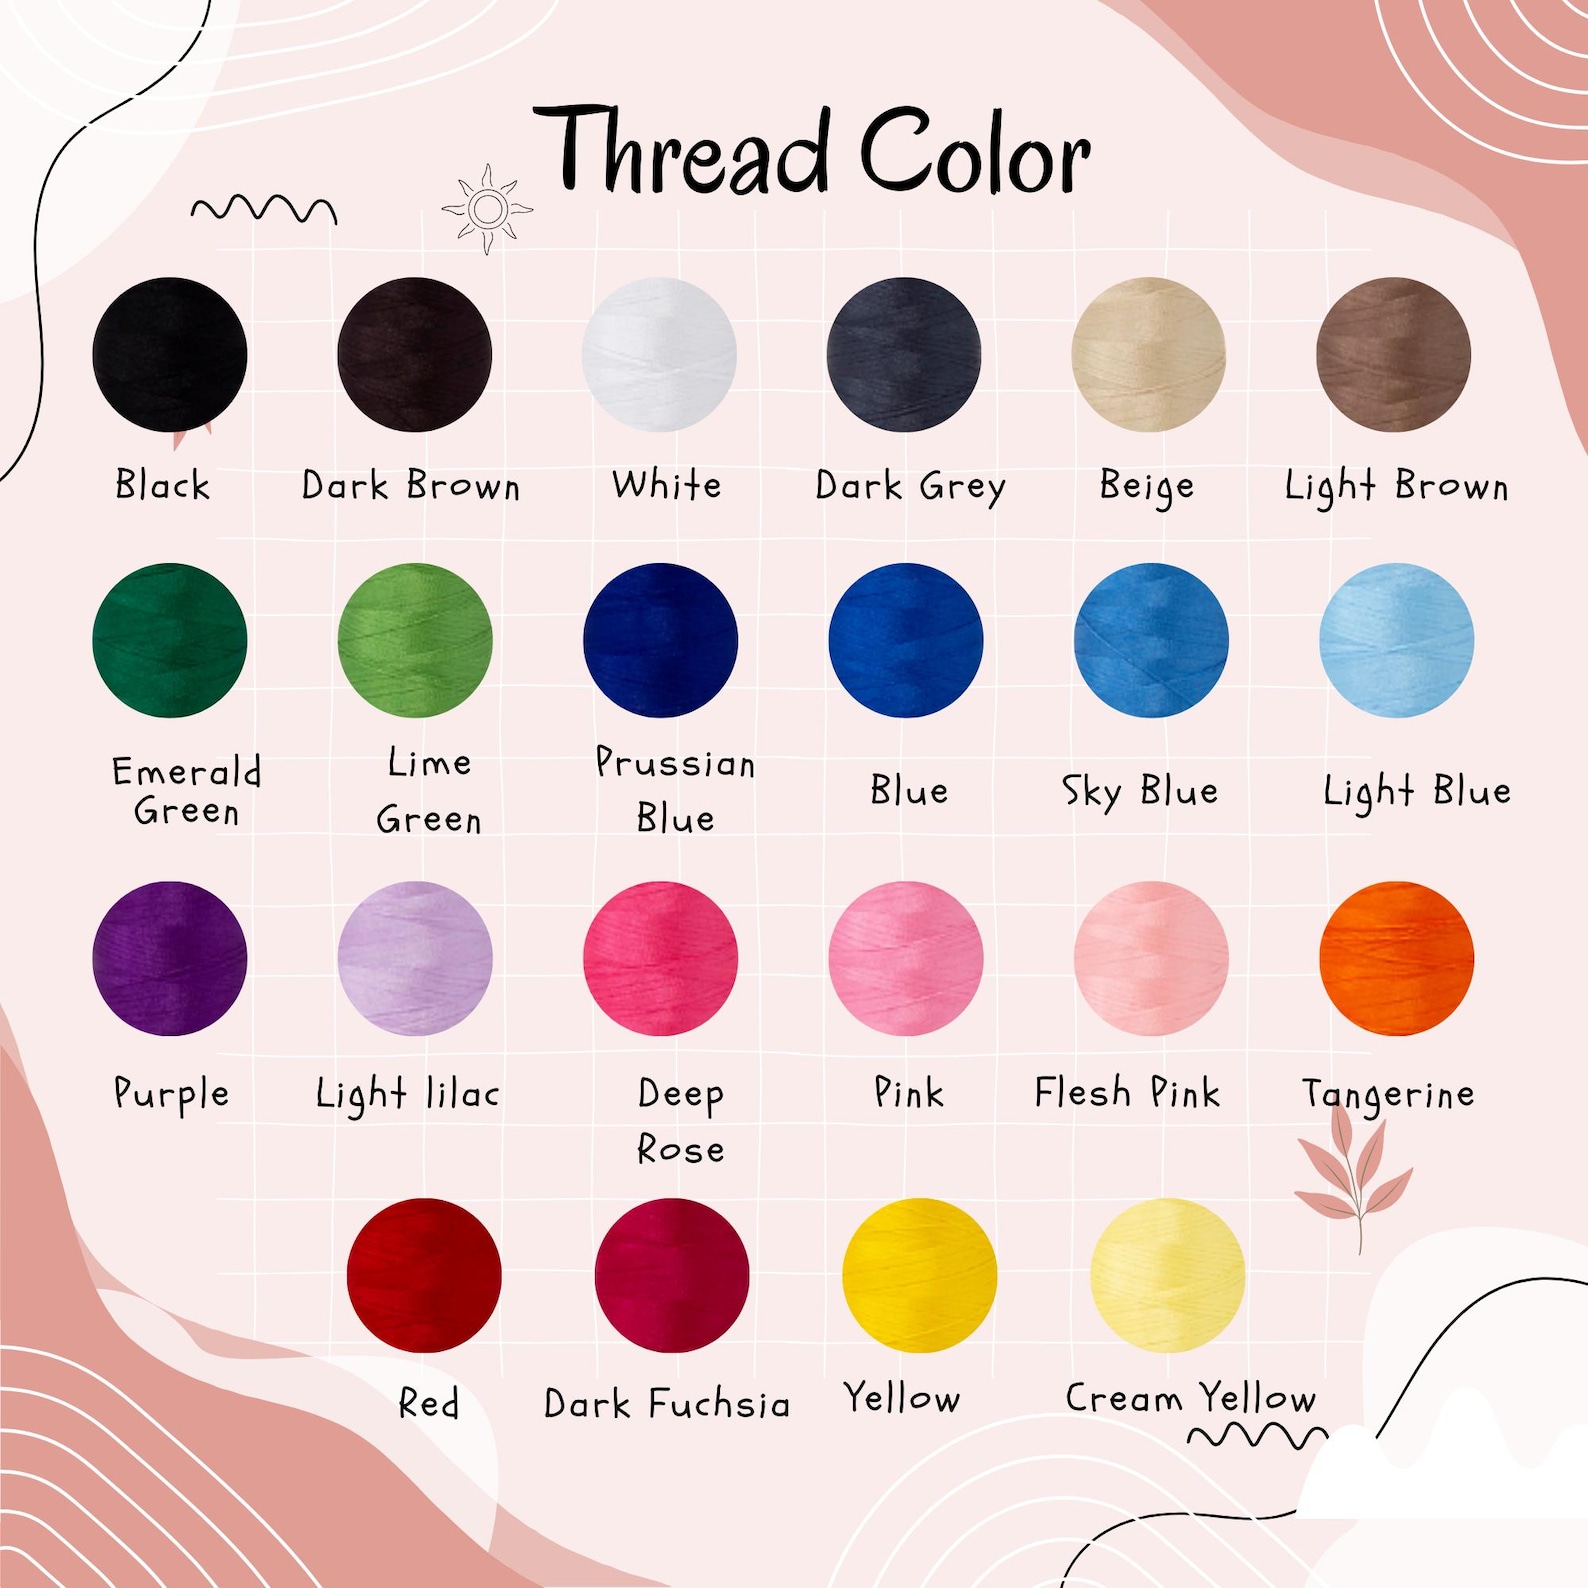 Thread Color
Black
Dark Brown
White
Dark Grey
Beige
Light Brown
Emerald
Green
Lime
Green
Prussian
Blue
Blue
Sky Blue
Light Blue
Purple
Light lilac
Deep
Rose
Pink
Flesh Pink
Tangerine
Red
Dark Fuchsia
Yellow
Cream Yellow